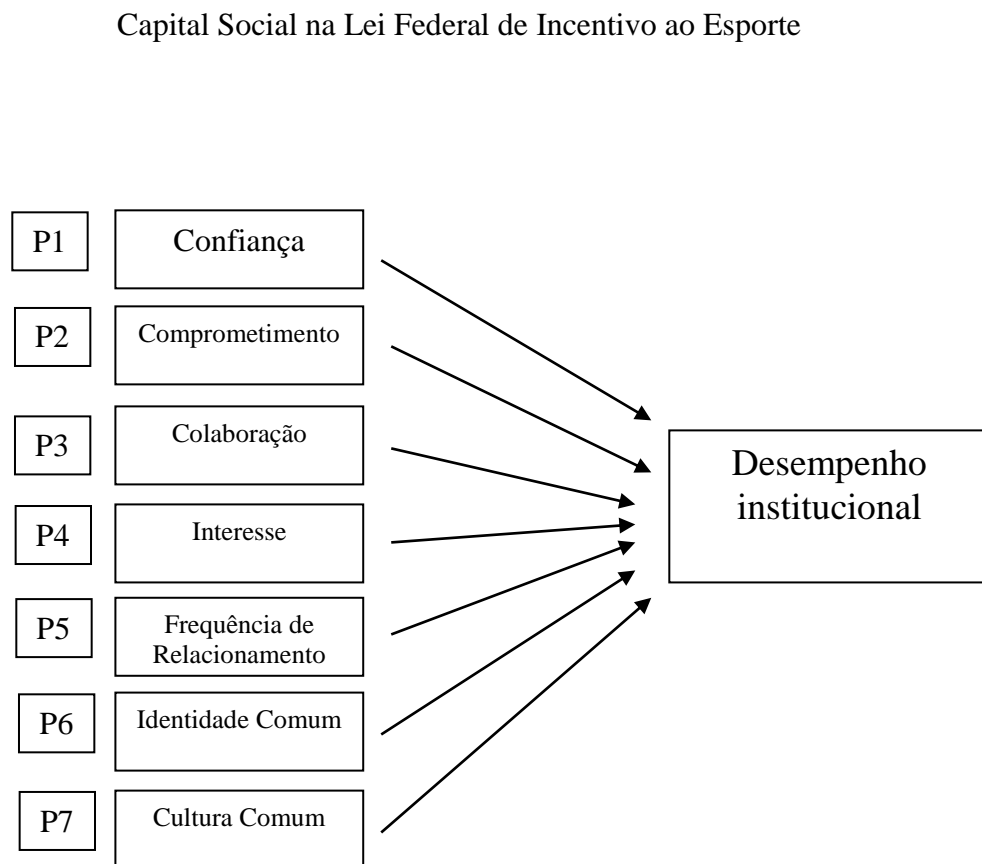 Capital Social na Lei Federal de Incentivo ao Esporte
P1
Confiança
P2
Comprometimento
P3
Colaboração
P4
Interesse
P5
Frequência de
Relacionamento
P6
Identidade Comum
P7
Cultura Comum
Desempenho
institucional